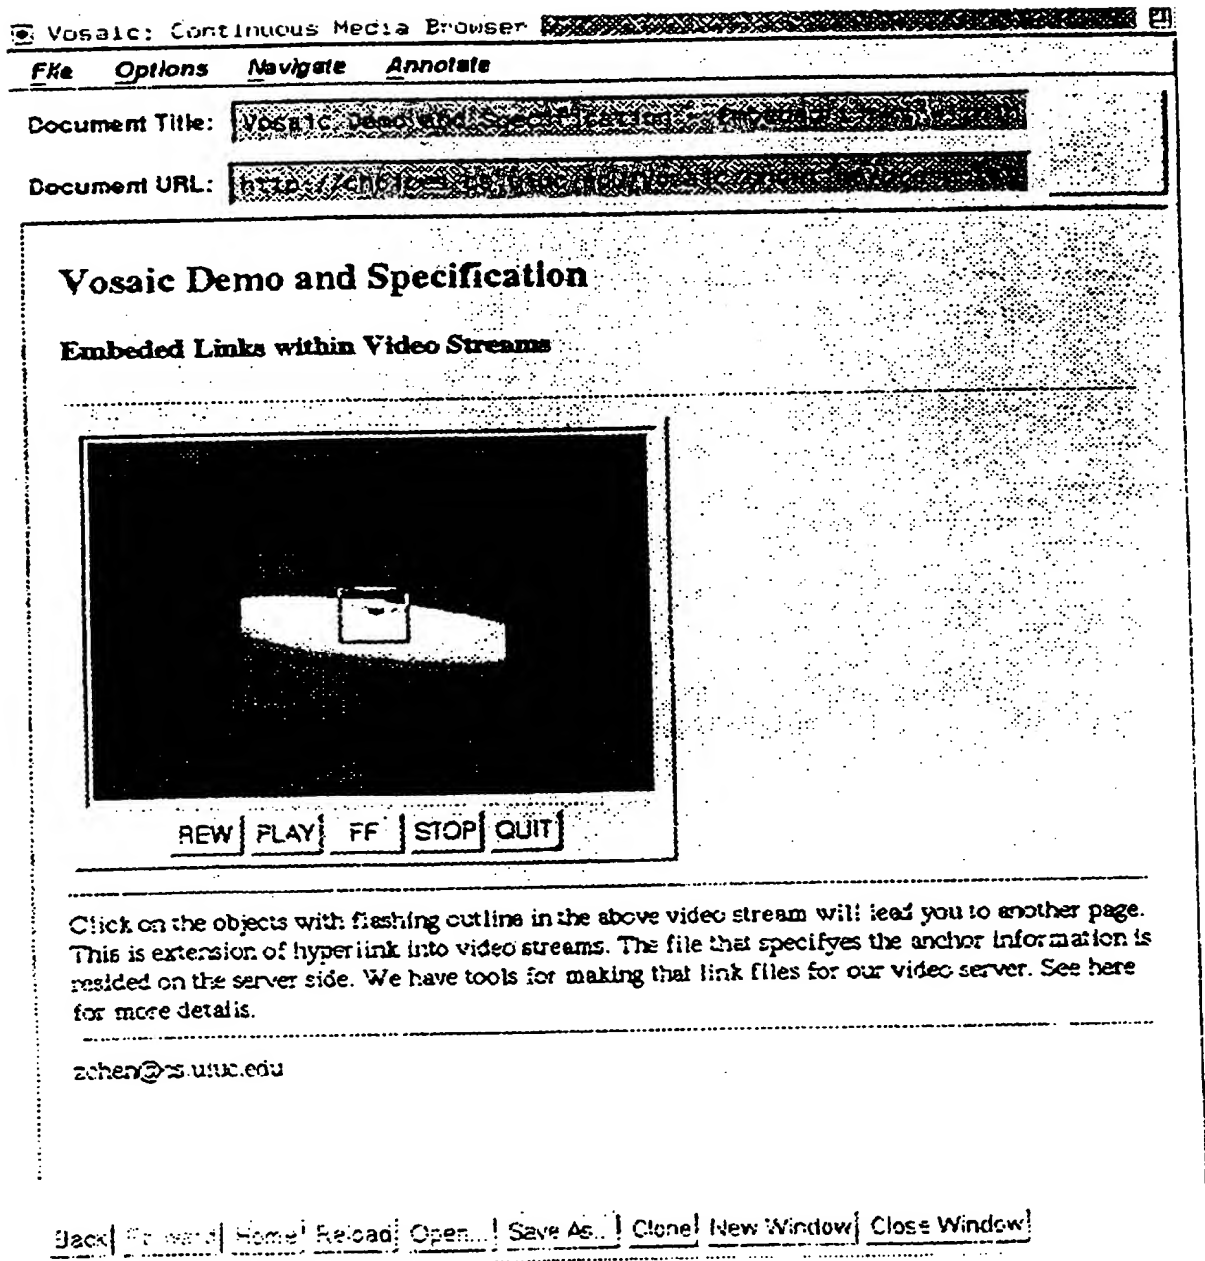 Vosaic: Continuous Media Browser
File Options Navigate Annotate
Document Title: Vosaic Demo and Specification
Document URL:
Vosaic Demo and Specification
Embeded Links within Video Streams
REW PLAY FF STOP QUIT
Click on the objects with flashing outline in the above video stream will lead you to another page.
This is extension of hyperlink into video streams. The file that specifyes the anchor information is
resided on the server side. We have tools for making that link files for our video server. See here
for more details.
zchen@cs.uiuc.edu
Back Forward Home Reload Open... Save As... Clone New Window Close Window